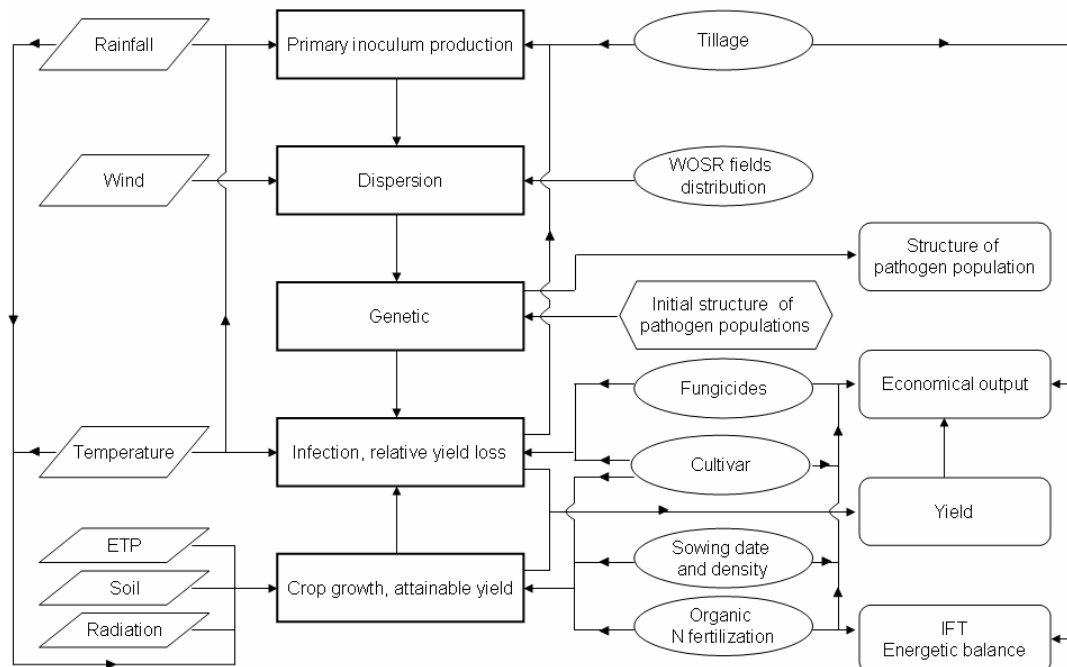 Rainfall
Primary inoculum production
Tillage
Wind
Dispersion
WOSR fields
distribution
Structure of
pathogen population
Genetic
Initial structure of
pathogen populations
Fungicides
Economical output
Temperature
Infection, relative yield loss
Cultivar
Yield
ETP
Soil
Radiation
Crop growth, attainable yield
Sowing date
and density
Organic
N fertilization
IFT
Energetic balance